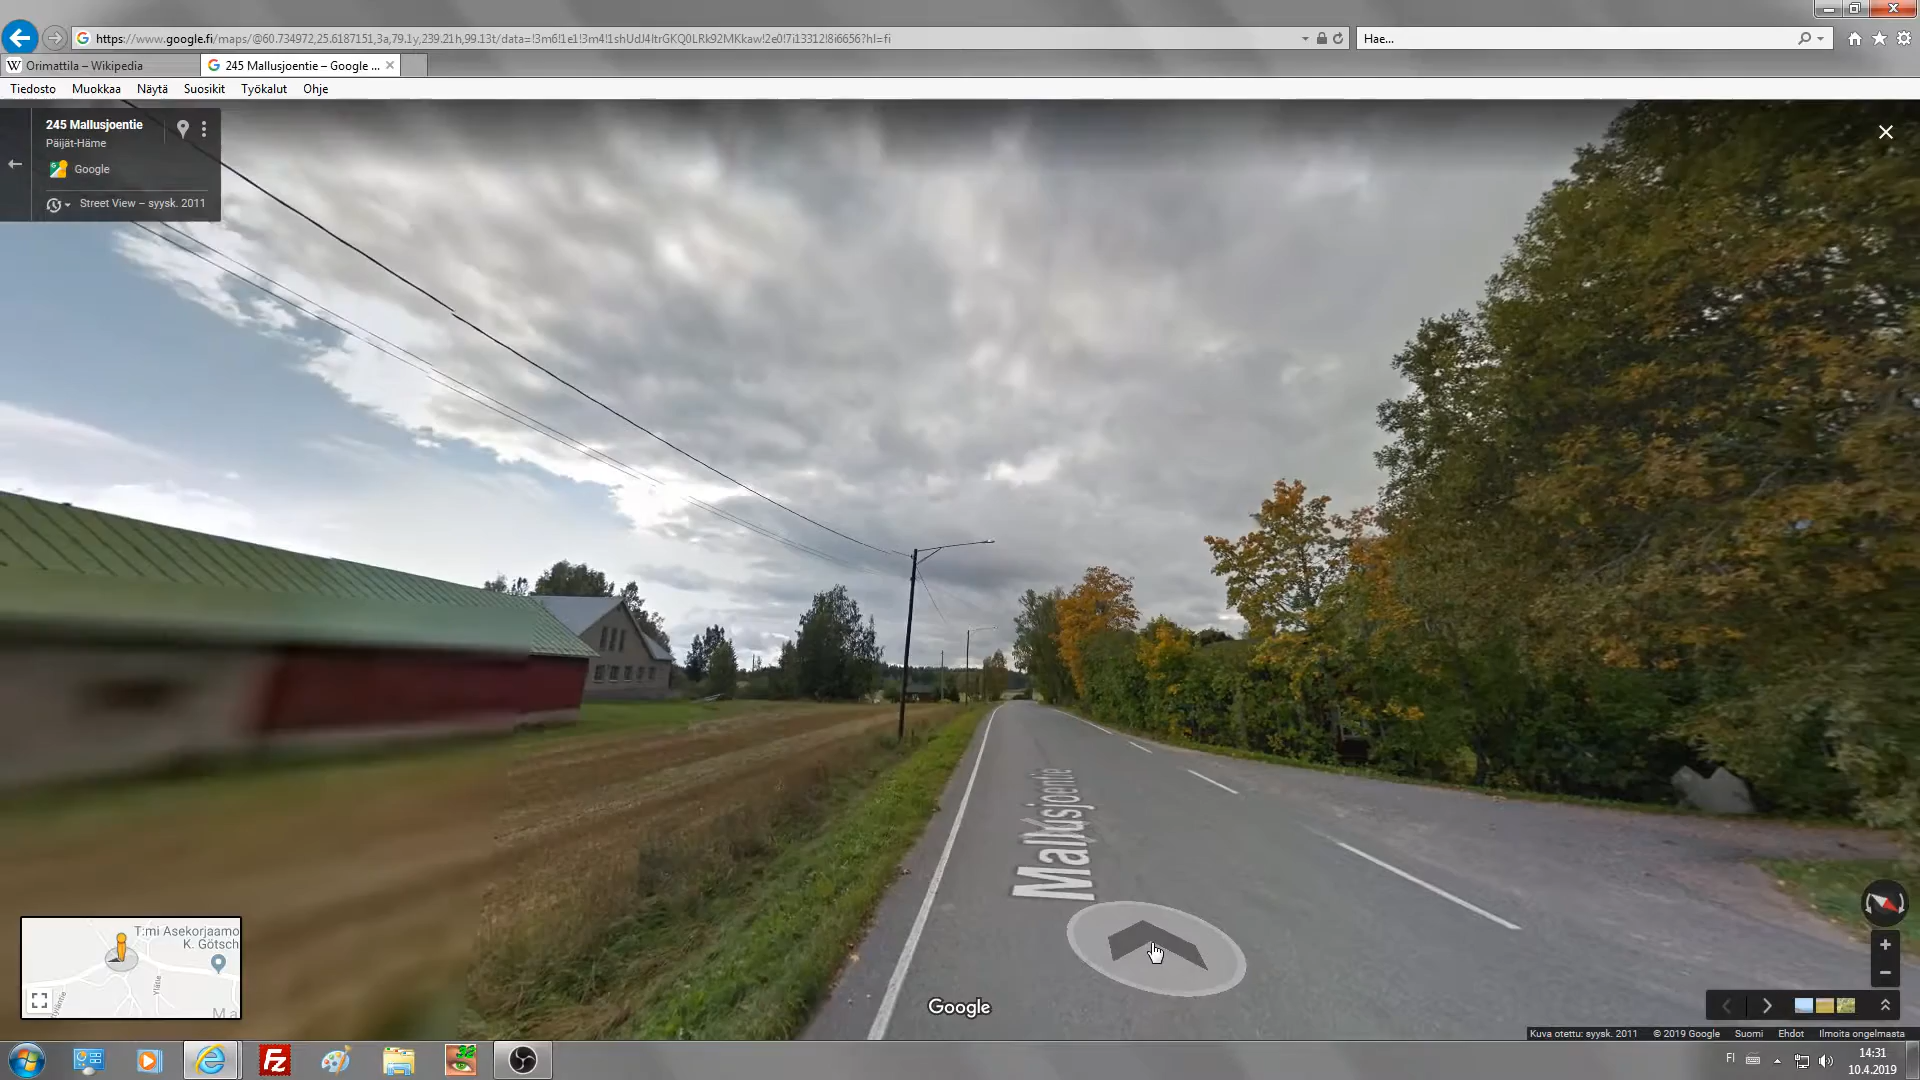 https://www.google.fi/maps/@60.734972,25.6187151,3a,79.1y,239.21h,99.13t/data=!3m6!1e1!3m4!1shUdJ4ltrGKQ0LRk92MKkaw!2e0!7i13312!8i6656?hl=fi
Hae...
Orimattila – Wikipedia
245 Mallusjoentie – Google ...
Tiedosto Muokkaa Näytä Suosikit Työkalut Ohje
245 Mallusjoentie
Päijät-Häme
Google
Street View – syysk. 2011
Mallusjoentie
T:mi Asekorjaamo
K. Götsch
Ylätie
Ma
Google
Kuva otettu: syysk. 2011 © 2019 Google Suomi Ehdot Ilmoita ongelmasta
FI
14:31
10.4.2019